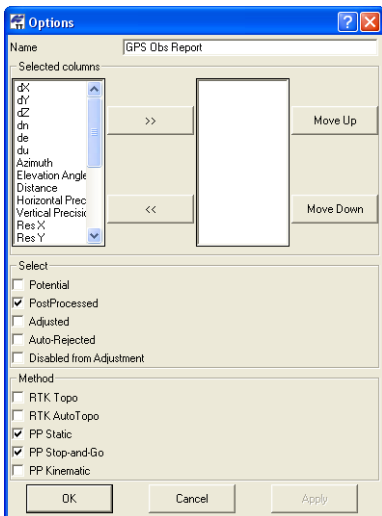 Options
Name
GPS Obs Report
Selected columns
dX
dY
dZ
dn
de
du
Azimuth
Elevation Angle
Distance
Horizontal Prec
Vertical Precisic
Res X
Res Y
>>
<<
Move Up
Move Down
Select
Potential
PostProcessed
Adjusted
Auto-Rejected
Disabled from Adjustment
Method
RTK Topo
RTK AutoTopo
PP Static
PP Stop-and-Go
PP Kinematic
OK Cancel Apply